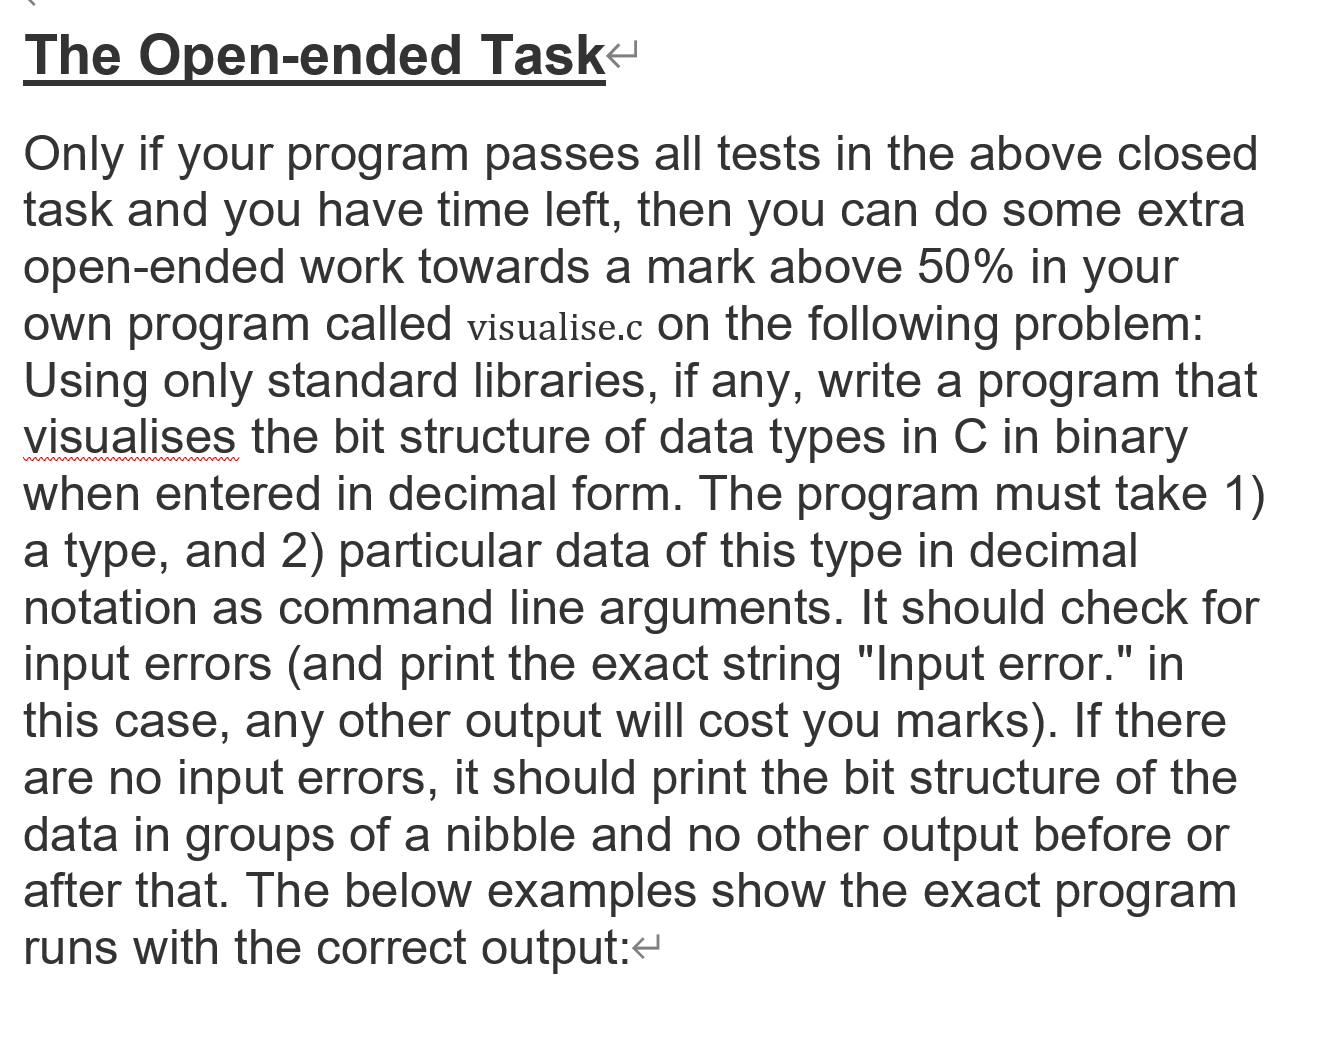 The Open-ended Task↵
Only if your program passes all tests in the above closed
task and you have time left, then you can do some extra
open-ended work towards a mark above 50% in your
own program called visualise.c on the following problem:
Using only standard libraries, if any, write a program that
visualises the bit structure of data types in C in binary
when entered in decimal form. The program must take 1)
a type, and 2) particular data of this type in decimal
notation as command line arguments. It should check for
input errors (and print the exact string "Input error." in
this case, any other output will cost you marks). If there
are no input errors, it should print the bit structure of the
data in groups of a nibble and no other output before or
after that. The below examples show the exact program
runs with the correct output:↵